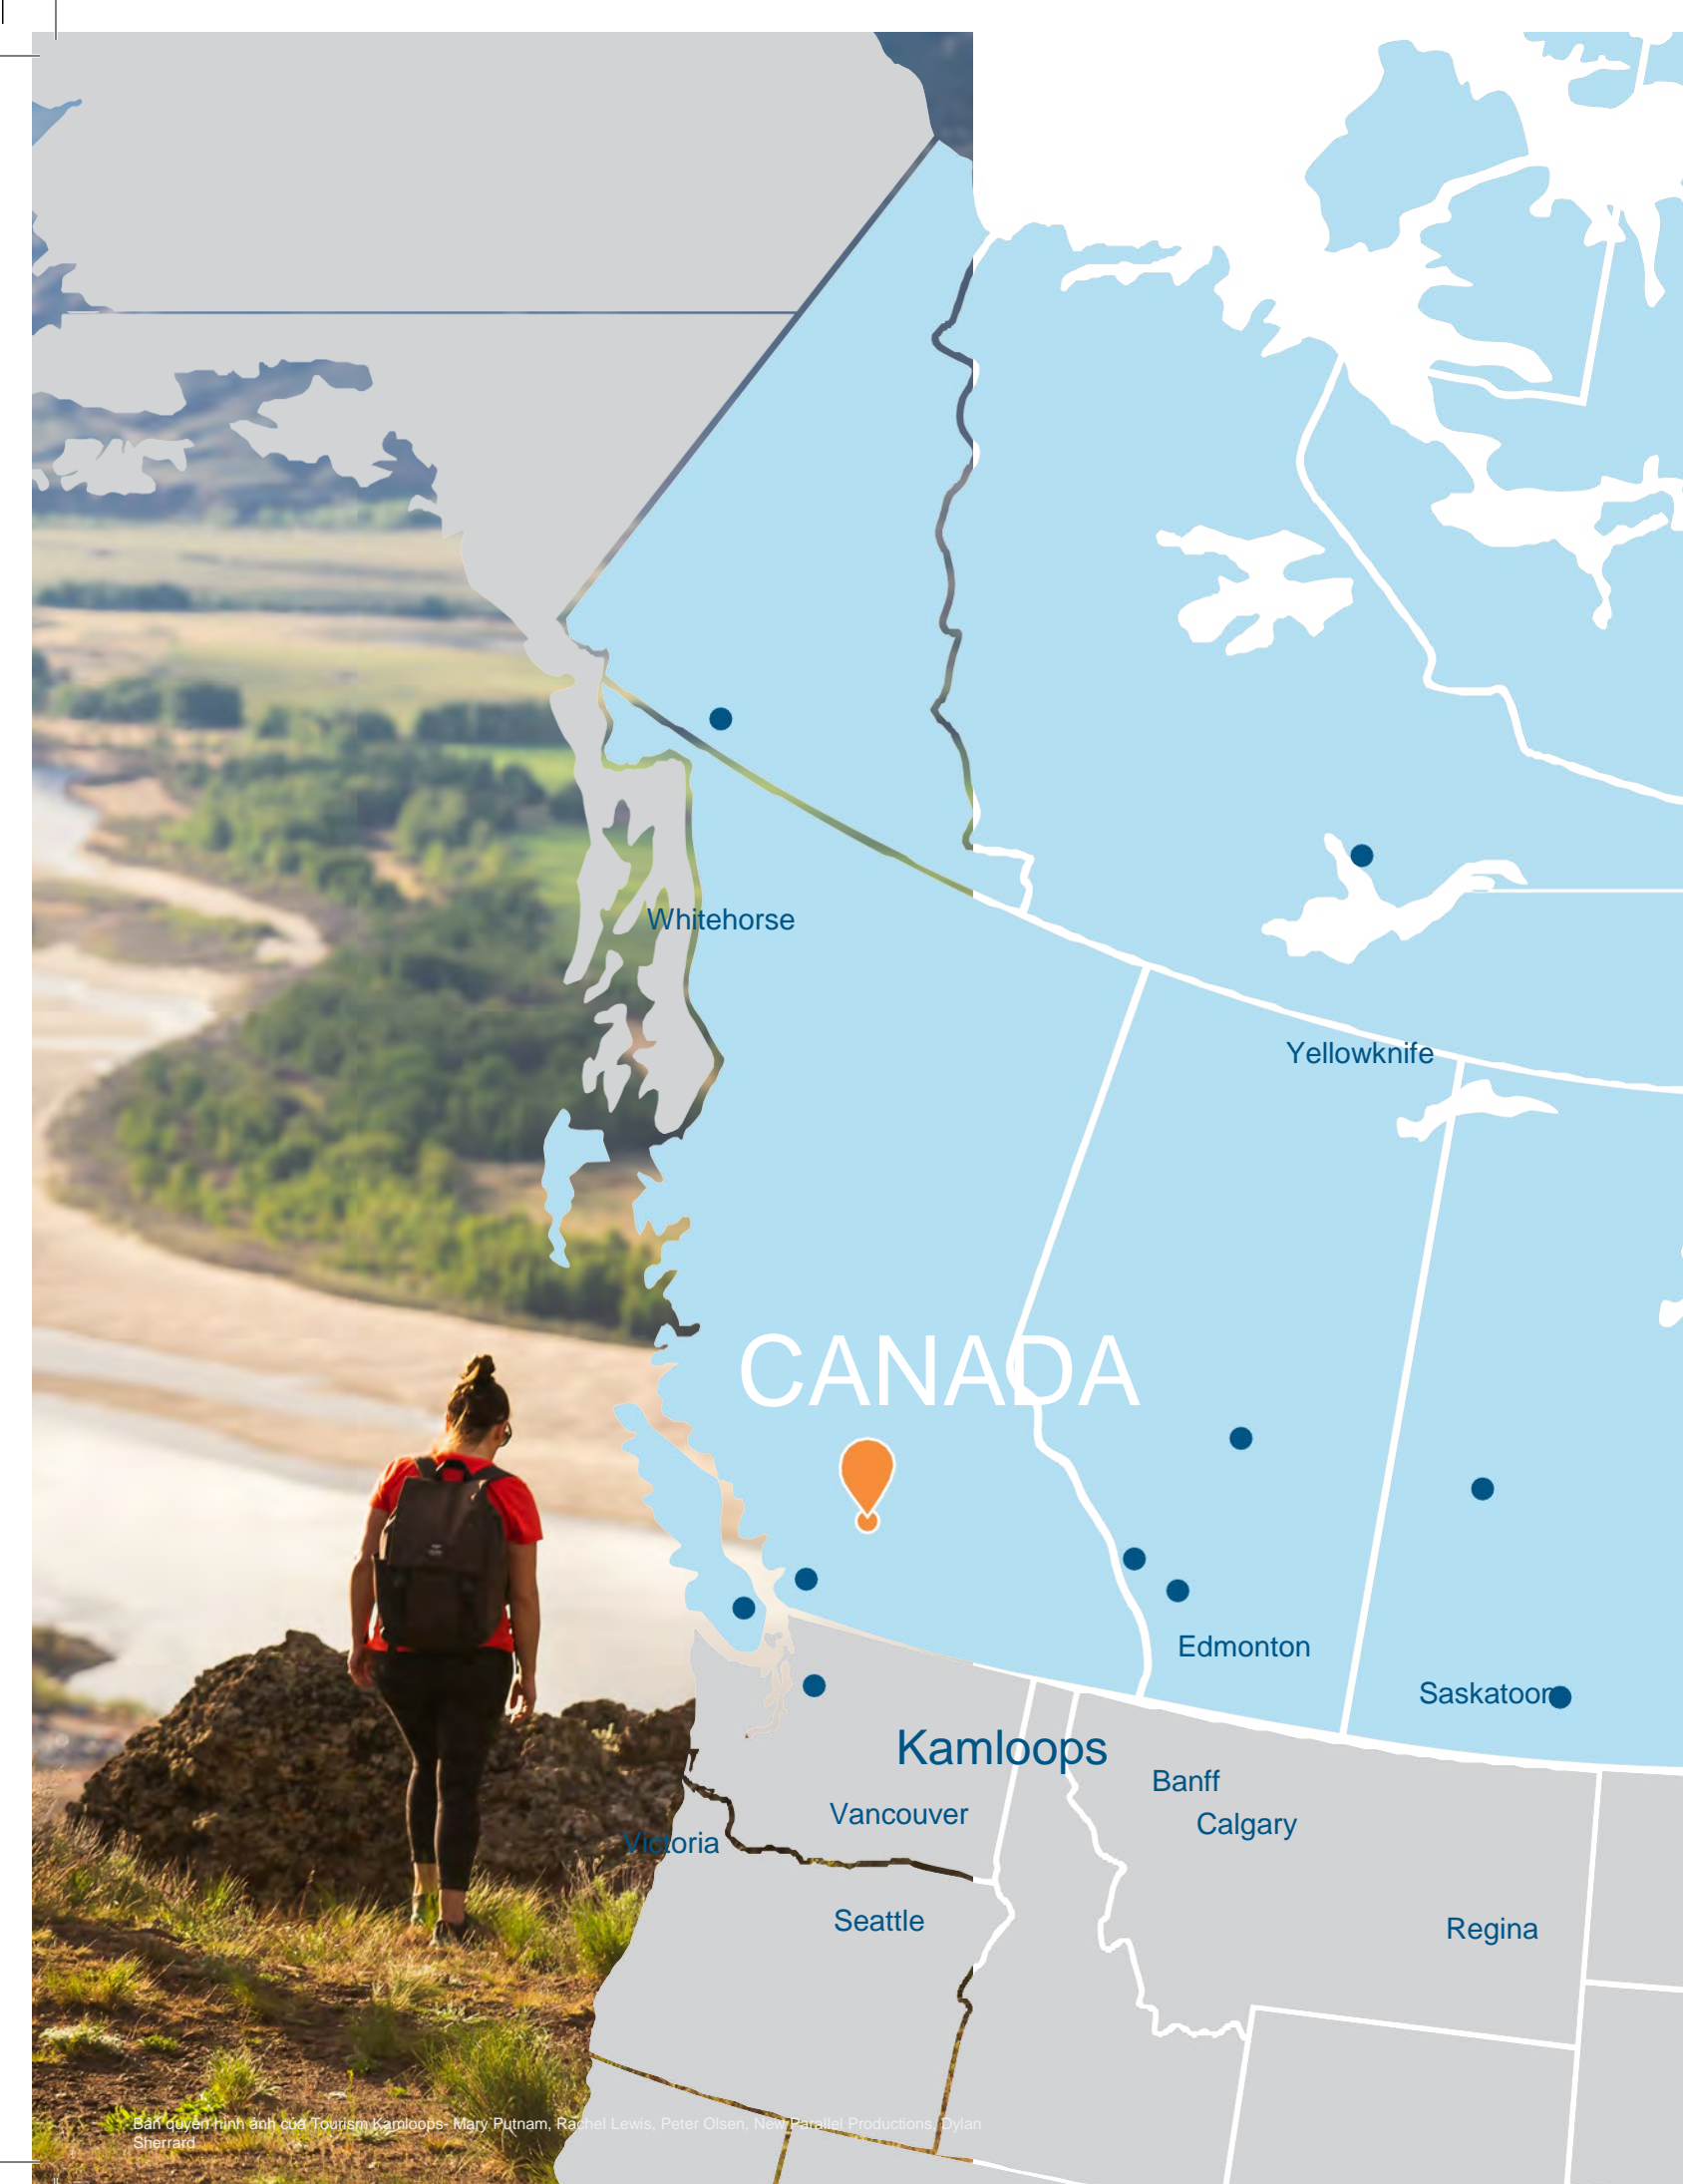 Whitehorse
Yellowknife
CANADA
Edmonton
Saskatoon
Kamloops
Banff
Vancouver
Calgary
Victoria
Seattle
Regina
Bản quyền hình ảnh của Tourism Kamloops- Mary Putnam, Rachel Lewis, Peter Olsen, New Parallel Productions, Dylan
Sherrard